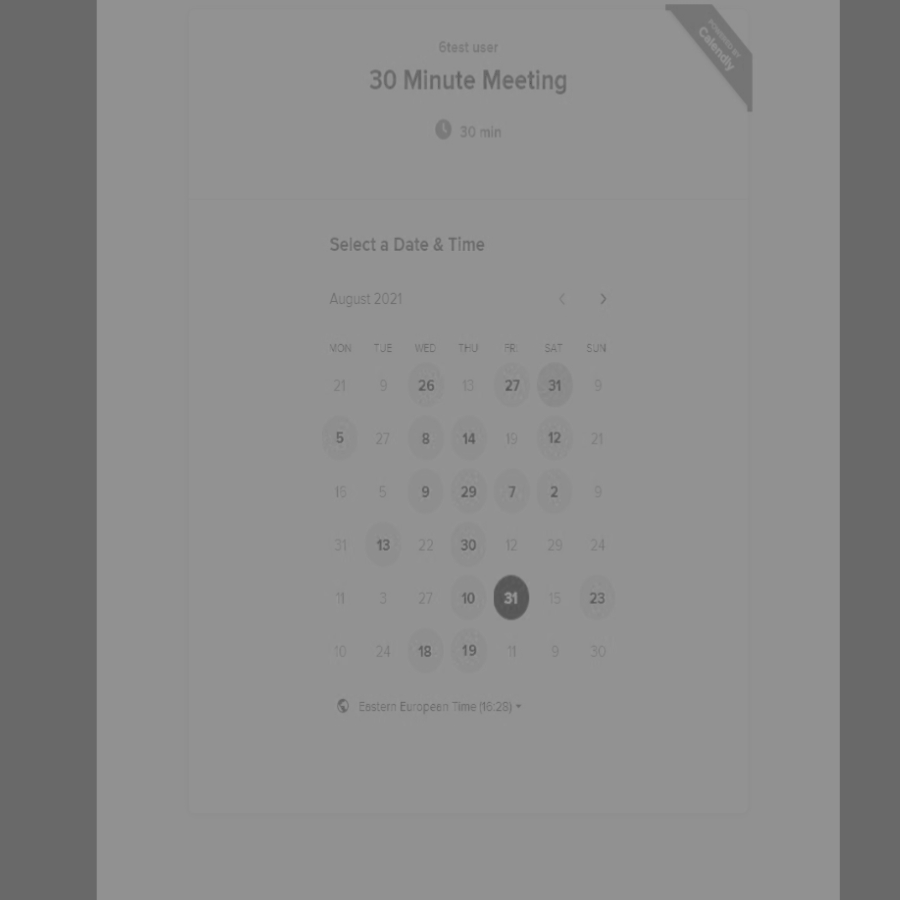 6test user
POWERED BY
Calendly
30 Minute Meeting
30 min
Select a Date & Time
August 2021
MON TUE WED THU FRI SAT SUN
21 9 26 13 27 31 9
5 27 8 14 19 12 21
15 5 9 29 7 2 9
31 13 22 30 12 29 24
11 3 27 10 31 15 23
10 24 18 19 11 9 30
Eastern European Time (16:28)